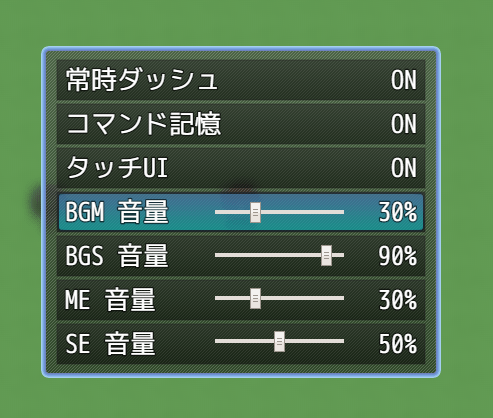 常時ダッシュ ON
コマンド記憶 ON
タッチUI ON
BGM 音量 30%
BGS 音量 90%
ME 音量 30%
SE 音量 50%